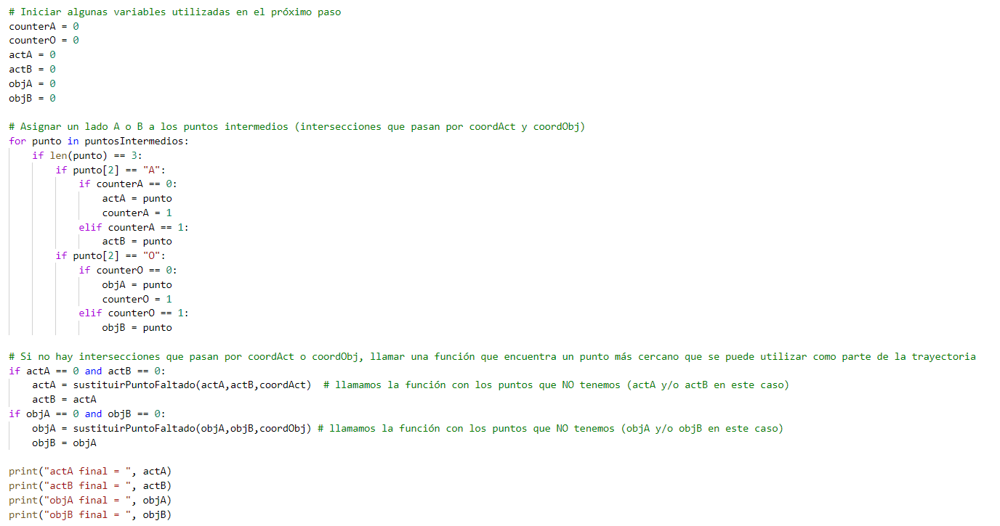 # Iniciar algunas variables utilizadas en el próximo paso
counterA = 0
counterO = 0
actA = 0
actB = 0
objA = 0
objB = 0

# Asignar un lado A o B a los puntos intermedios (intersecciones que pasan por coordAct y coordObj)
for punto in puntosIntermedios:
    if len(punto) == 3:
        if punto[2] == "A":
            if counterA == 0:
                actA = punto
                counterA = 1
            elif counterA == 1:
                actB = punto
        if punto[2] == "O":
            if counterO == 0:
                objA = punto
                counterO = 1
            elif counterO == 1:
                objB = punto

# Si no hay intersecciones que pasan por coordAct o coordObj, llamar una función que encuentra un punto más cercano que se puede utilizar como parte de la trayectoria
if actA == 0 and actB == 0:
    actA = sustituirPuntoFaltado(actA,actB,coordAct)  # llamamos la función con los puntos que NO tenemos (actA y/o actB en este caso)
    actB = actA
if objA == 0 and objB == 0:
    objA = sustituirPuntoFaltado(objA,objB,coordObj) # llamamos la función con los puntos que NO tenemos (objA y/o objB en este caso)
    objB = objA

print("actA final = ", actA)
print("actB final = ", actB)
print("objA final = ", objA)
print("objB final = ", objB)